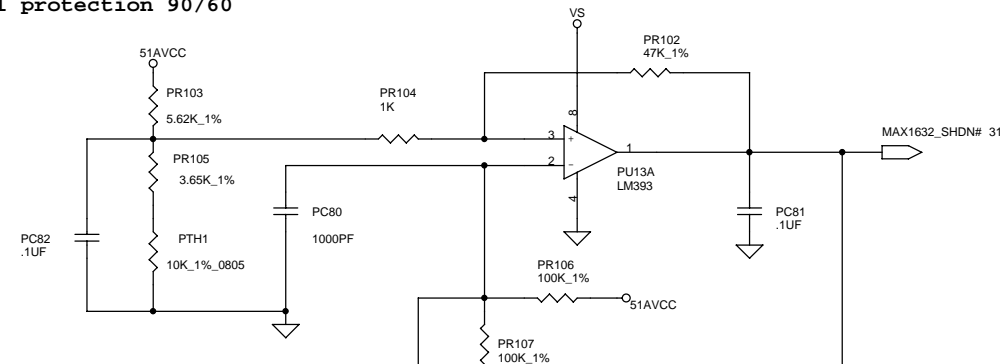 protection 90/60
VS
51AVCC
PR102
47K_1%
PR103
5.62K_1%
PR104
1K
8
3
+
2
-
1
4
PU13A
LM393
MAX1632_SHDN# 31
PR105
3.65K_1%
PC82
.1UF
PTH1
10K_1%_0805
PC80
1000PF
PC81
.1UF
PR106
100K_1%
51AVCC
PR107
100K_1%